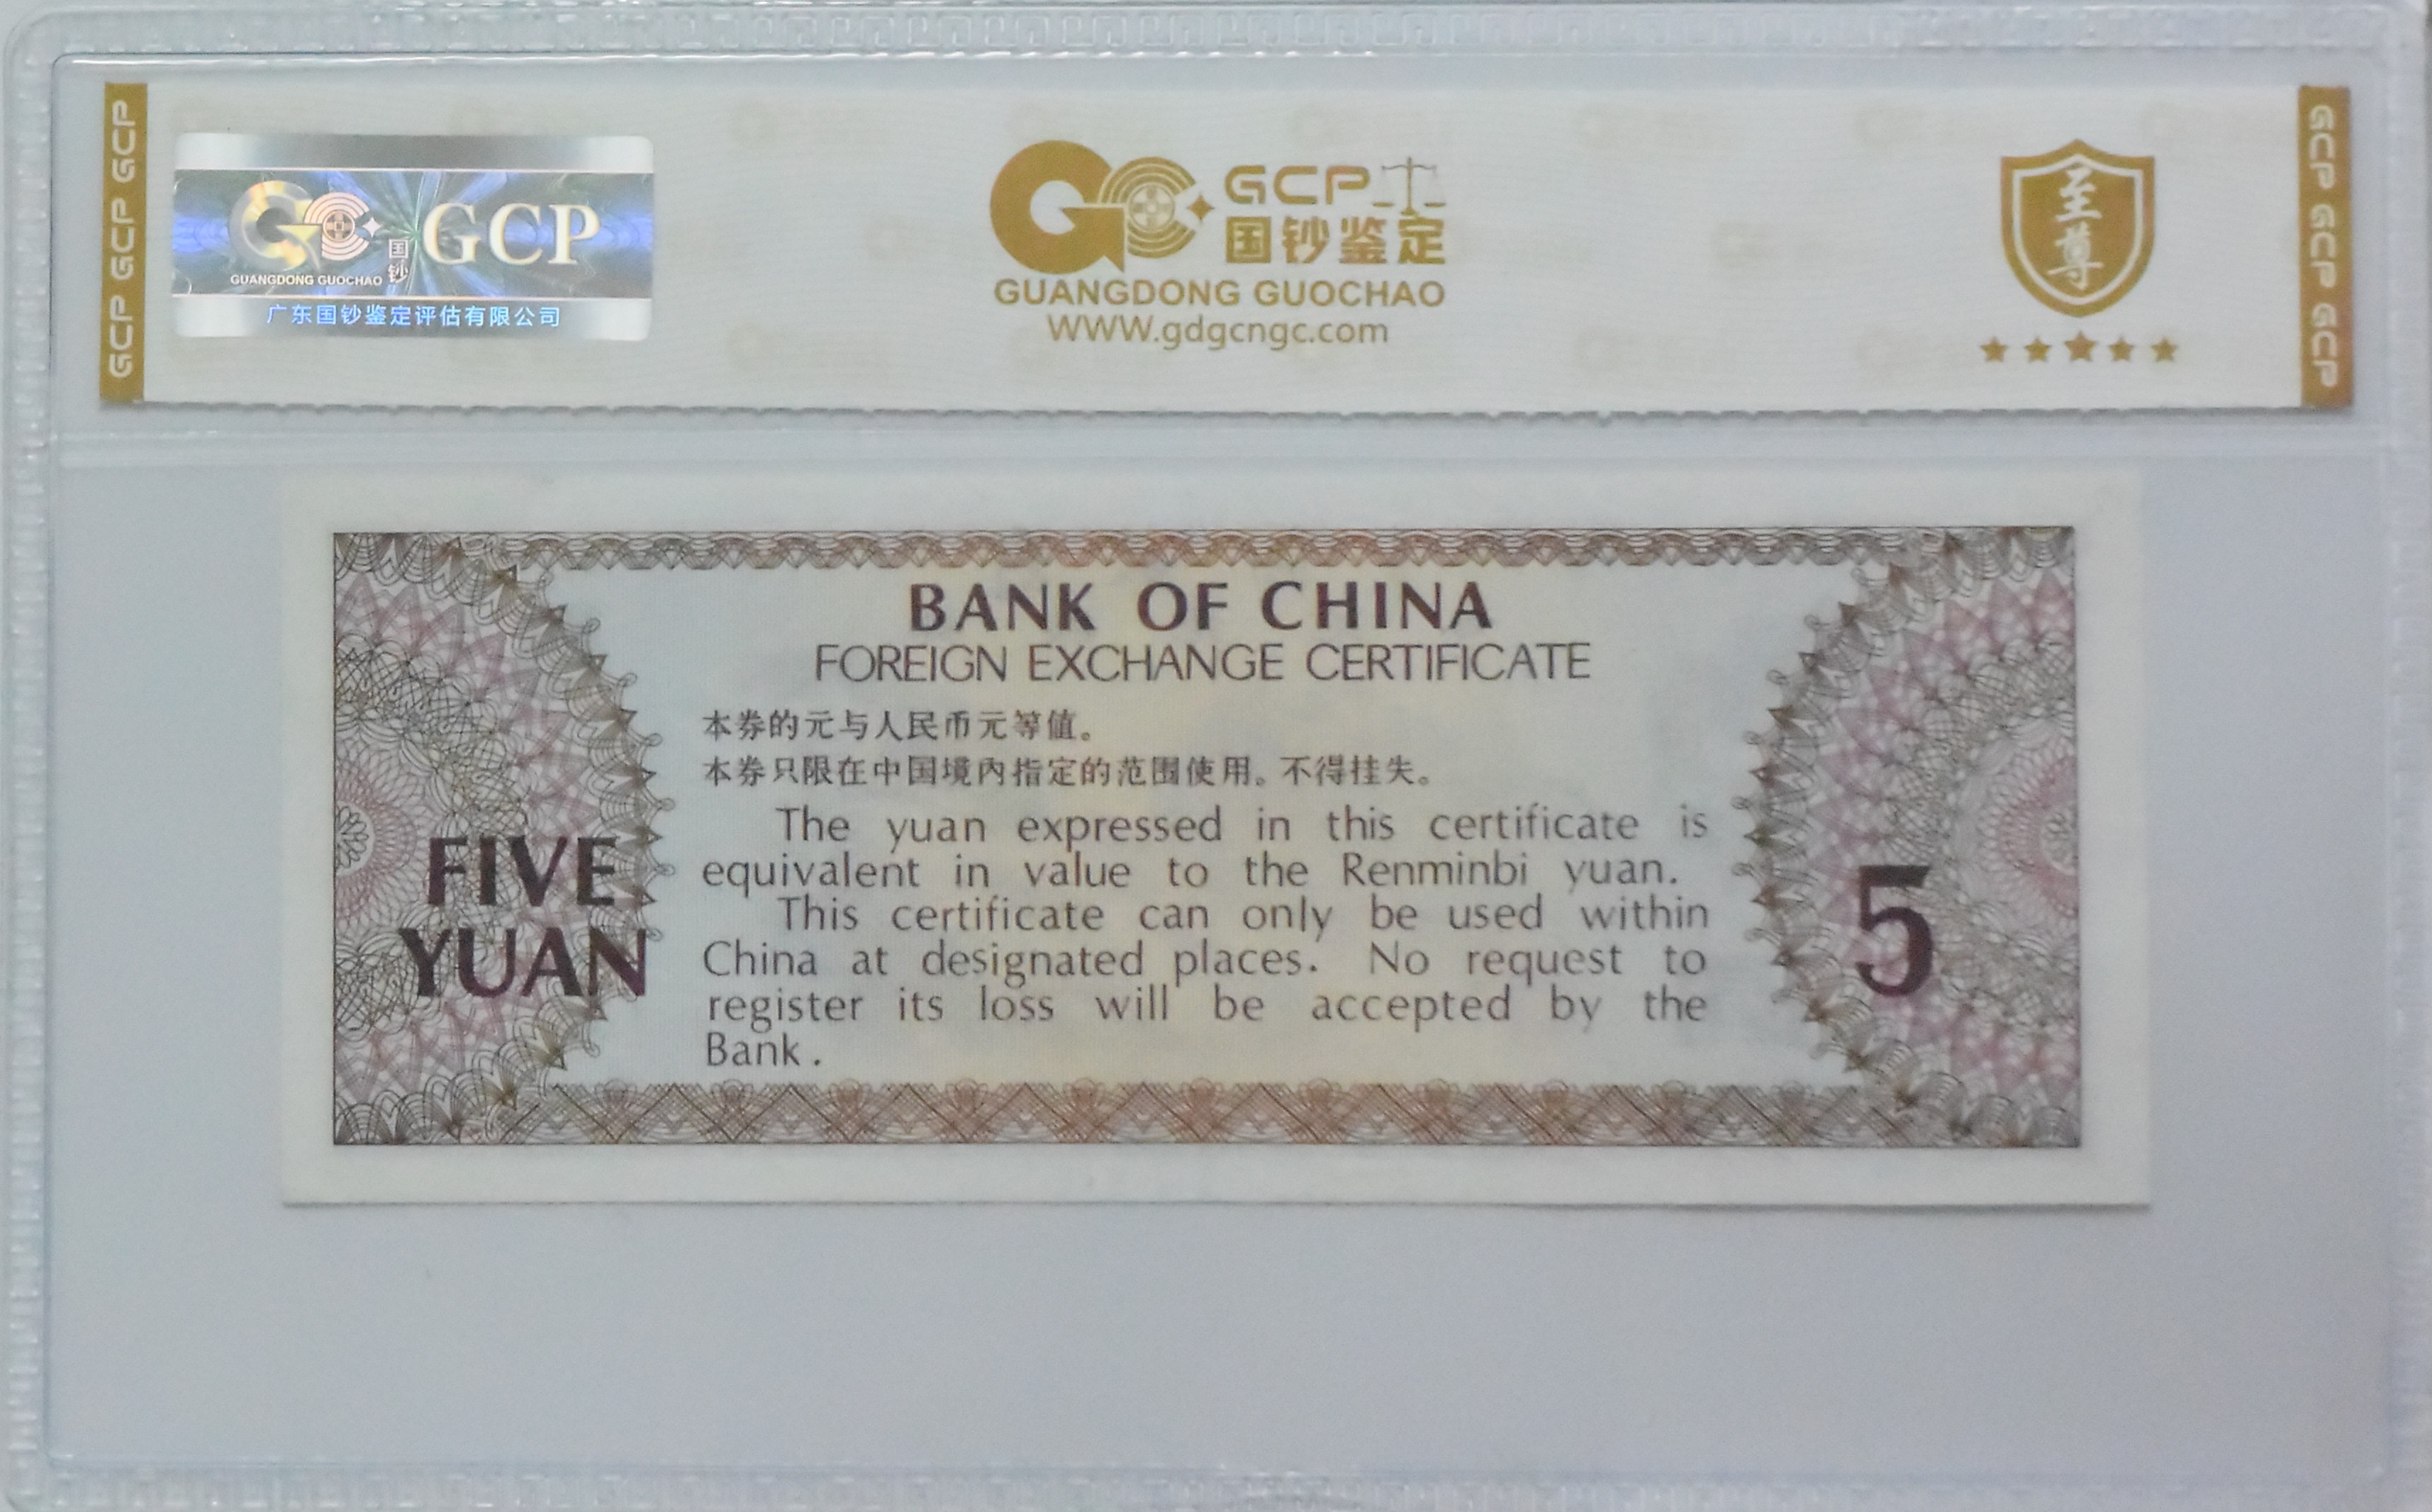 GCP GCP GCP
GC 国钞 GCP
GUANGDONG GUOCHAO
广东国钞鉴定评估有限公司
GC GCP
国钞鉴定
GUANGDONG GUOCHAO
WWW.gdgcngc.com
至尊
GCP GCP GCP
BANK OF CHINA
FOREIGN EXCHANGE CERTIFICATE
本券的元与人民币元等值。
本券只限在中国境内指定的范围使用。不得挂失。
The yuan expressed in this certificate is
equivalent in value to the Renminbi yuan.
This certificate can only be used within
China at designated places. No request to
register its loss will be accepted by the
Bank.
FIVE
YUAN
5